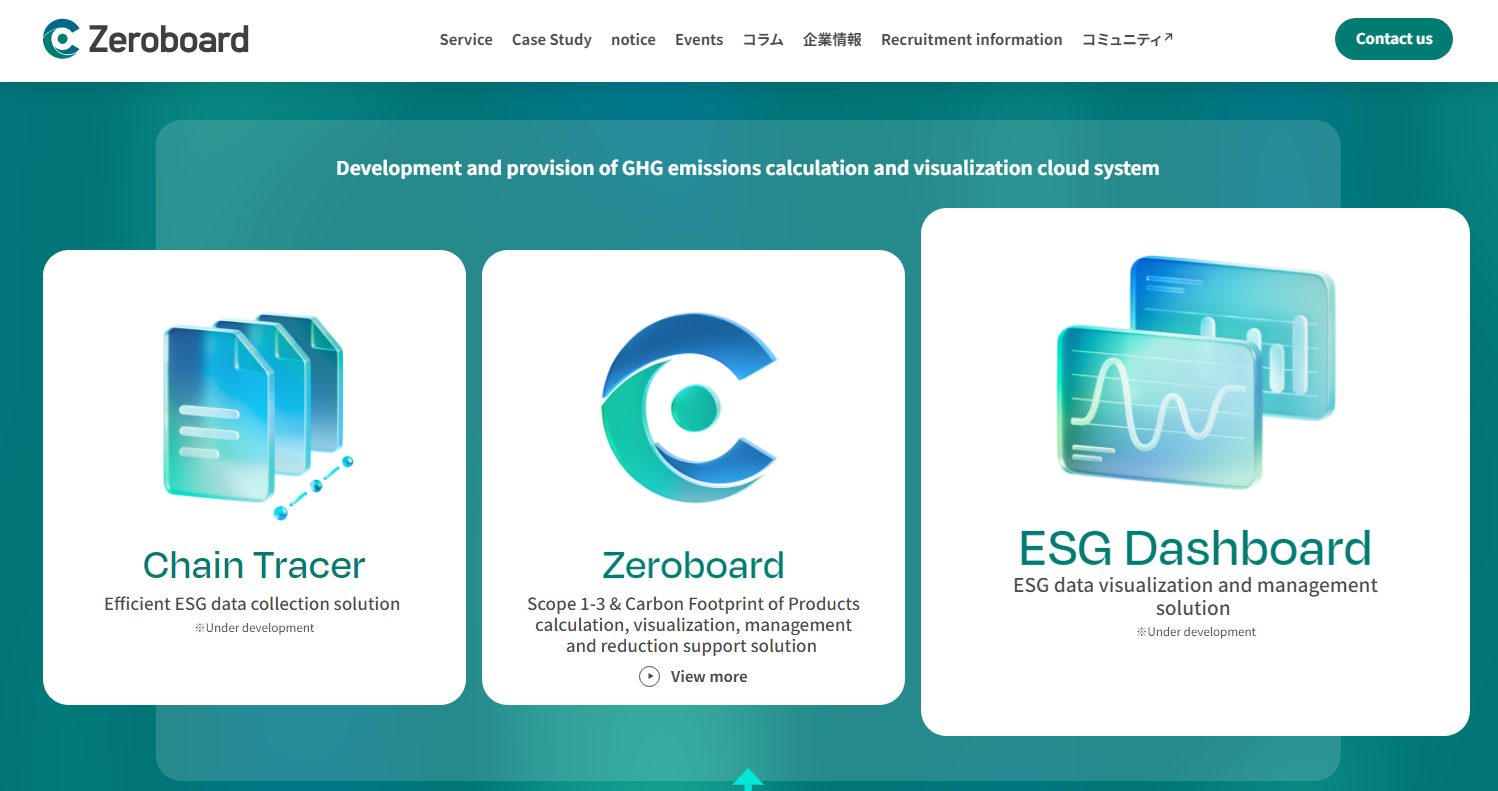 Zeroboard
Service Case Study notice Events コラム 企業情報 Recruitment information コミュニティ↗
Contact us
Development and provision of GHG emissions calculation and visualization cloud system
Chain Tracer
Efficient ESG data collection solution
※Under development
Zeroboard
Scope 1-3 & Carbon Footprint of Products
calculation, visualization, management
and reduction support solution
View more
ESG Dashboard
ESG data visualization and management
solution
※Under development